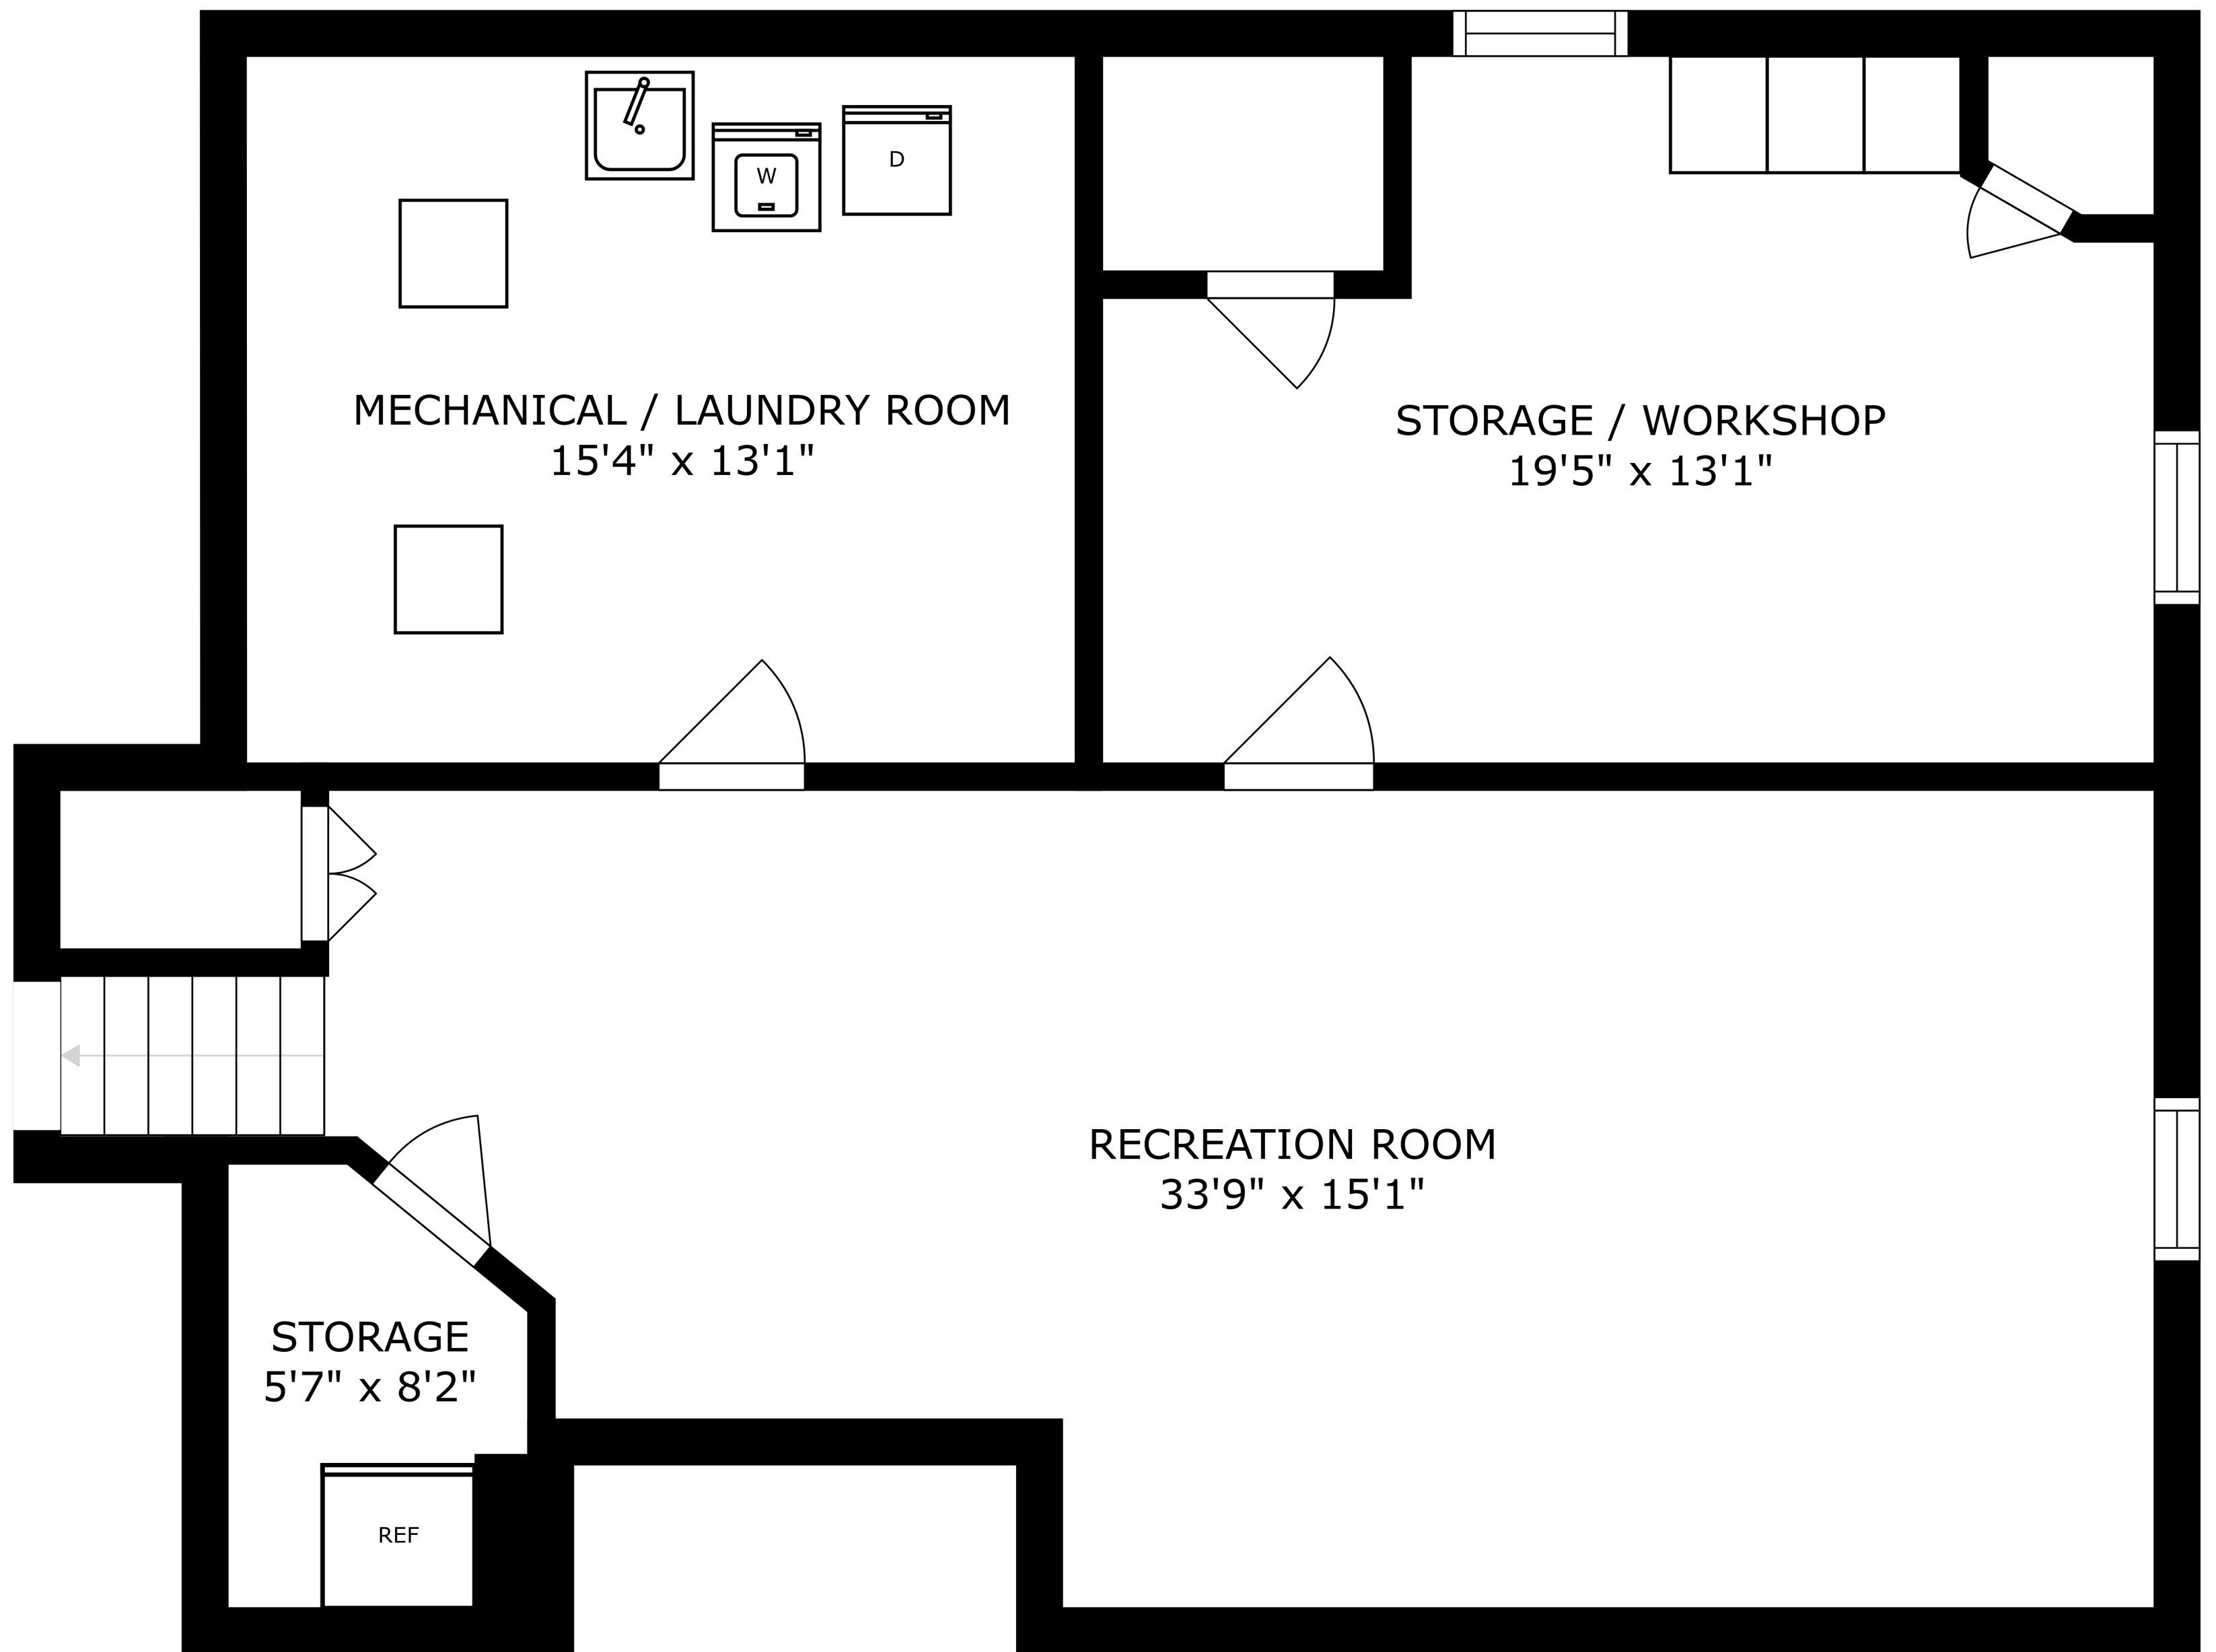 D
W
MECHANICAL / LAUNDRY ROOM
15'4" x 13'1"
STORAGE / WORKSHOP
19'5" x 13'1"
RECREATION ROOM
33'9" x 15'1"
STORAGE
5'7" x 8'2"
REF